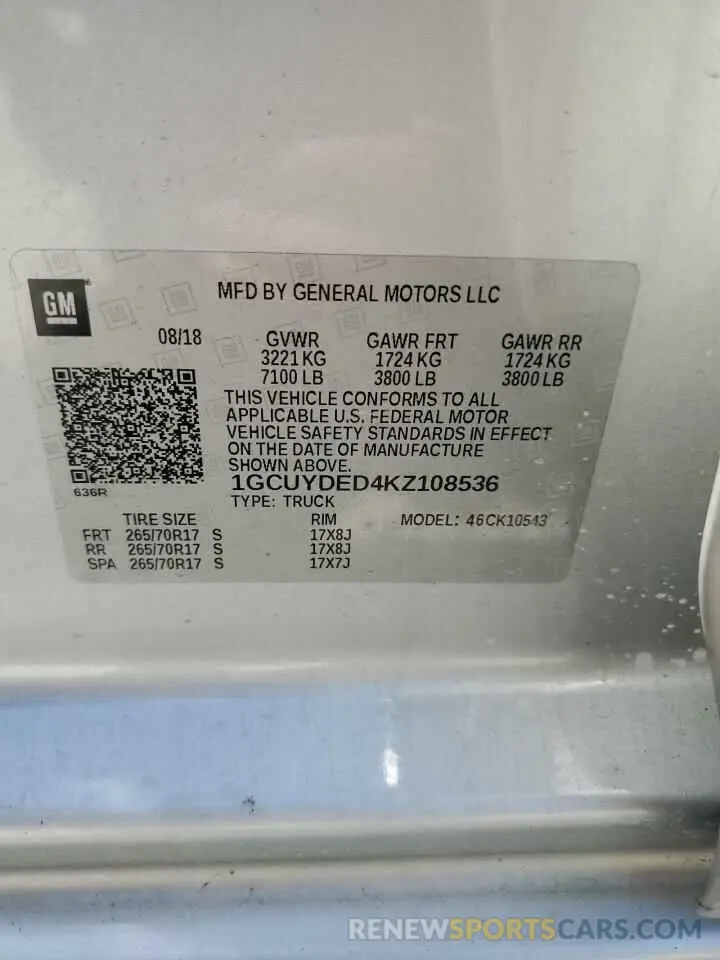 GM
MFD BY GENERAL MOTORS LLC
08/18 GVWR GAWR FRT GAWR RR
3221 KG 1724 KG 1724 KG
7100 LB 3800 LB 3800 LB
THIS VEHICLE CONFORMS TO ALL
APPLICABLE U.S. FEDERAL MOTOR
VEHICLE SAFETY STANDARDS IN EFFECT
ON THE DATE OF MANUFACTURE
SHOWN ABOVE.
636R
1GCUYDED4KZ108536
TYPE: TRUCK
TIRE SIZE RIM MODEL: 46CK10543
FRT 265/70R17 S 17X8J
RR 265/70R17 S 17X8J
SPA 265/70R17 S 17X7J
RENEWSPORTSCARS.COM